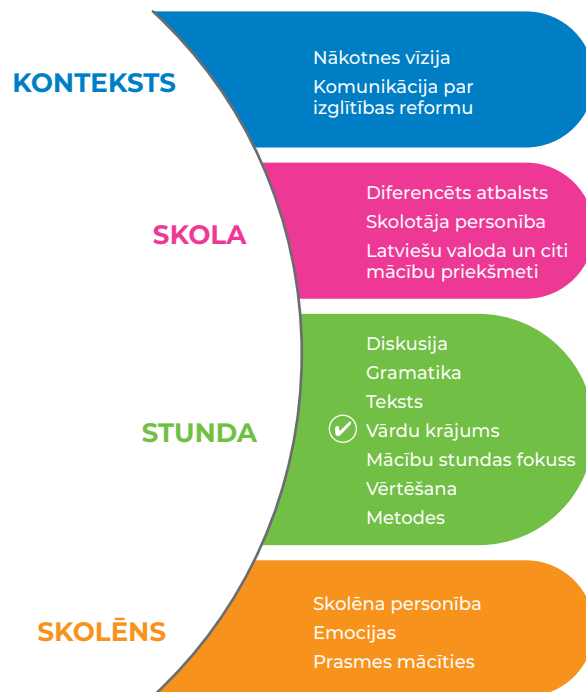 KONTEKSTS
Nākotnes vīzija
Komunikācija par
izglītības reformu
SKOLA
Diferencēts atbalsts
Skolotāja personība
Latviešu valoda un citi
mācību priekšmeti
STUNDA
Diskusija
Gramatika
Teksts
Vārdu krājums
Mācību stundas fokuss
Vērtēšana
Metodes
SKOLĒNS
Skolēna personība
Emocijas
Prasmes mācīties